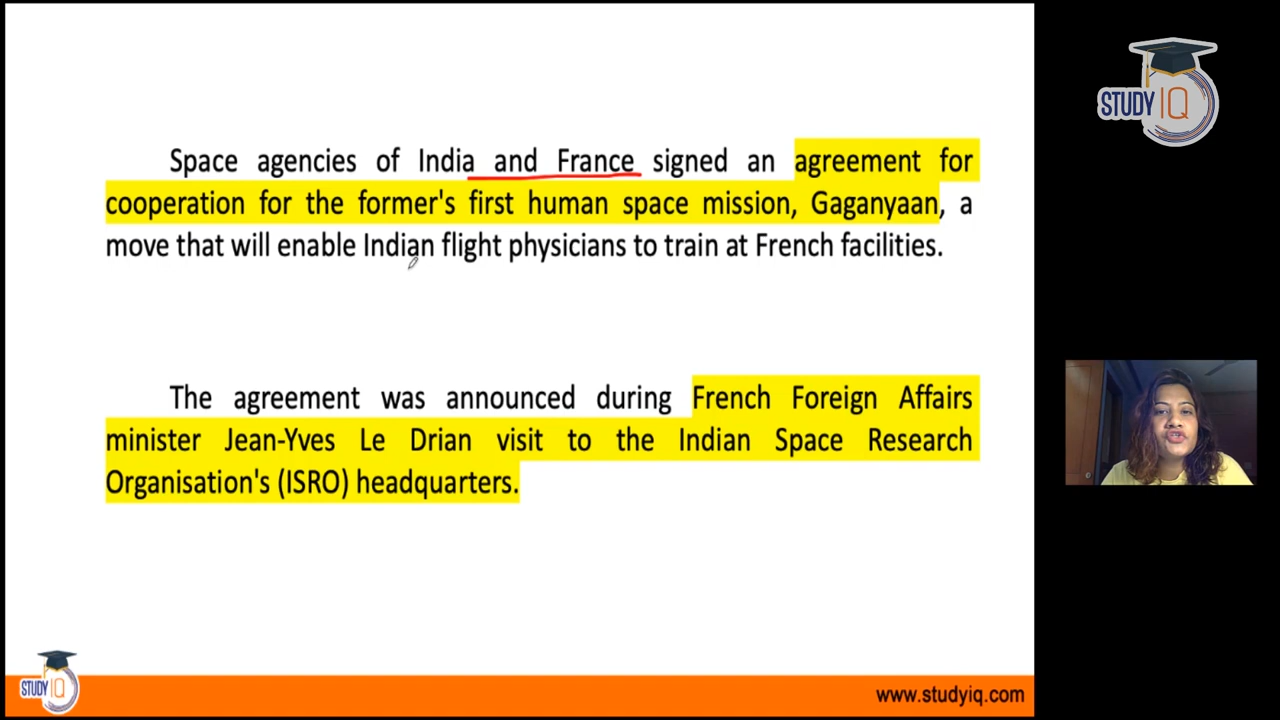 STUDY IQ
Space agencies of India and France signed an agreement for
cooperation for the former's first human space mission, Gaganyaan, a
move that will enable Indian flight physicians to train at French facilities.
The agreement was announced during French Foreign Affairs
minister Jean-Yves Le Drian visit to the Indian Space Research
Organisation's (ISRO) headquarters.
STUDY IQ
www.studyiq.com